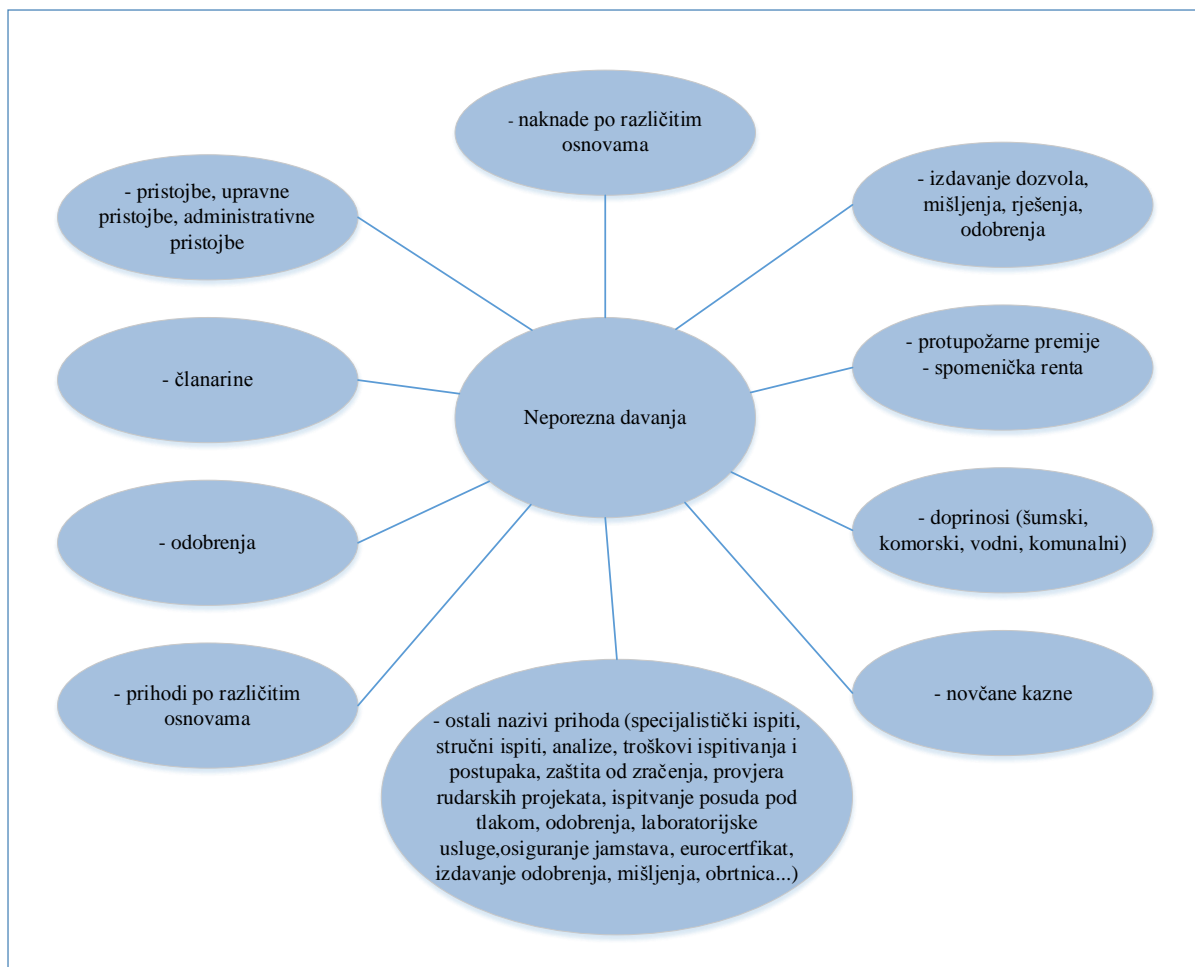 - naknade po različitim
osnovama
- pristojbe, upravne
pristojbe, administrativne
pristojbe
- izdavanje dozvola,
mišljenja, rješenja,
odobrenja
- članarine
Neporezna davanja
- protupožarne premije
- spomenička renta
- odobrenja
- doprinosi (šumski,
komorski, vodni, komunalni)
- prihodi po različitim
osnovama
- ostali nazivi prihoda (specijalistički ispiti,
stručni ispiti, analize, troškovi ispitivanja i
postupaka, zaštita od zračenja, provjera
rudarskih projekata, ispitvanje posuda pod
tlakom, odobrenja, laboratorijske
usluge,osiguranje jamstava, eurocertfikat,
izdavanje odobrenja, mišljenja, obrtnica...)
- novčane kazne